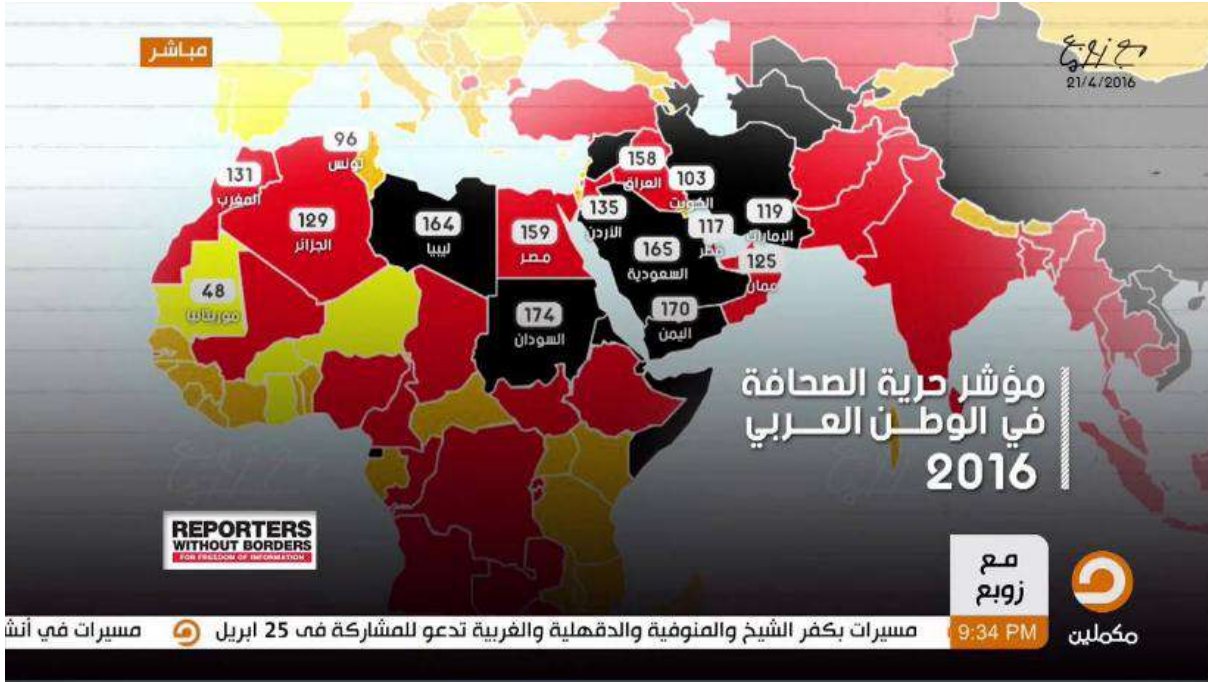 مباشر
21/4/2016
96
تونس
131
المغرب
129
الجزائر
164
ليبيا
159
مصر
158
العراق
103
الكويت
135
الأردن
117
قطر
119
الإمارات
165
السعودية
125
عمان
48
موريتانيا
174
السودان
170
اليمن
مؤشر حرية الصحافة
في الوطن العربي
2016
REPORTERS
WITHOUT BORDERS
FOR FREEDOM OF INFORMATION
مع
زوبع
9:34 PM
مكملين
مسيرات بكفر الشيخ والمنوفية والدقهلية والغربية تدعو للمشاركة فى 25 ابريل مسيرات في